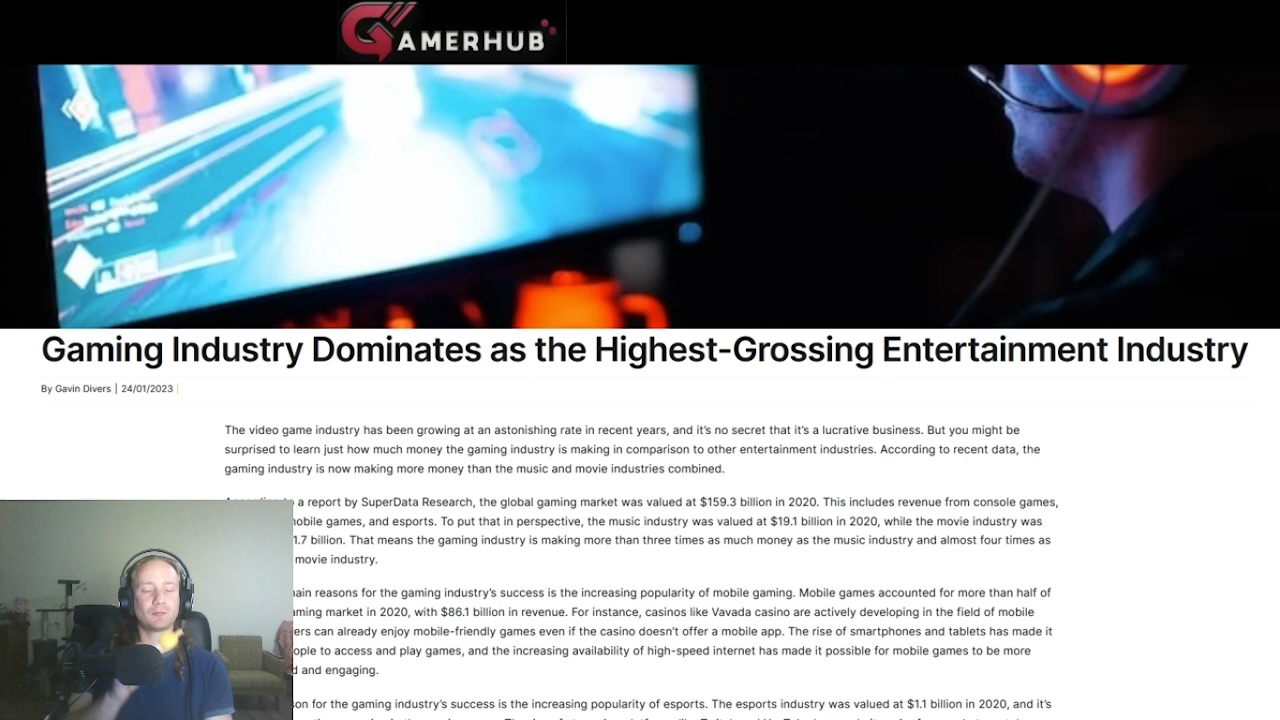 GAMERHUB
Gaming Industry Dominates as the Highest-Grossing Entertainment Industry
By Gavin Divers | 24/01/2023 |
The video game industry has been growing at an astonishing rate in recent years, and it's no secret that it's a lucrative business. But you might be
surprised to learn just how much money the gaming industry is making in comparison to other entertainment industries. According to recent data, the
gaming industry is now making more money than the music and movie industries combined.
a report by SuperData Research, the global gaming market was valued at $159.3 billion in 2020. This includes revenue from console games,
mobile games, and esports. To put that in perspective, the music industry was valued at $19.1 billion in 2020, while the movie industry was
1.7 billion. That means the gaming industry is making more than three times as much money as the music industry and almost four times as
movie industry.
reasons for the gaming industry's success is the increasing popularity of mobile gaming. Mobile games accounted for more than half of
market in 2020, with $86.1 billion in revenue. For instance, casinos like Vavada casino are actively developing in the field of mobile
can already enjoy mobile-friendly games even if the casino doesn't offer a mobile app. The rise of smartphones and tablets has made it
to access and play games, and the increasing availability of high-speed internet has made it possible for mobile games to be more
and engaging.
for the gaming industry's success is the increasing popularity of esports. The esports industry was valued at $1.1 billion in 2020, and it's